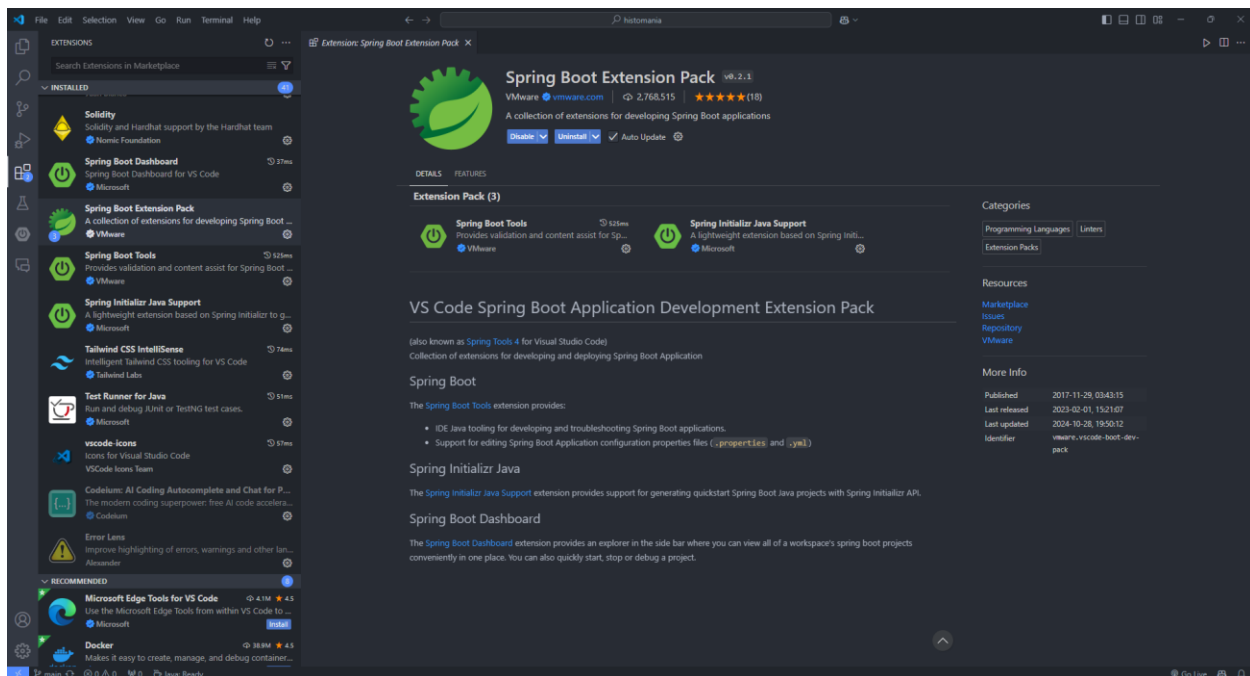 File Edit Selection View Go Run Terminal Help
histomania
EXTENSIONS
Search Extensions in Marketplace
INSTALLED 41
Solidity
Solidity and Hardhat support by the Hardhat team
Nomic Foundation
Spring Boot Dashboard 37ms
Spring Boot Dashboard for VS Code
Microsoft
Spring Boot Extension Pack
A collection of extensions for developing Spring Boot ...
3 VMware
Spring Boot Tools 525ms
Provides validation and content assist for Spring Boot ...
VMware
Spring Initializr Java Support
A lightweight extension based on Spring Initializr to g...
Microsoft
Tailwind CSS IntelliSense 74ms
Intelligent Tailwind CSS tooling for VS Code
Tailwind Labs
Test Runner for Java 51ms
Run and debug JUnit or TestNG test cases.
Microsoft
vscode-icons 57ms
Icons for Visual Studio Code
VSCode Icons Team
Codeium: AI Coding Autocomplete and Chat for P...
The modern coding superpower: free AI code accelera...
Codeium
Error Lens
Improve highlighting of errors, warnings and other lan...
Alexander
RECOMMENDED 8
Microsoft Edge Tools for VS Code 4.1M 4.5
Use the Microsoft Edge Tools from within VS Code to ...
Microsoft Install
Docker 38.9M 4.5
Makes it easy to create, manage, and debug container...
Extension: Spring Boot Extension Pack
Spring Boot Extension Pack v0.2.1
VMware vmware.com 2,768,515 (18)
A collection of extensions for developing Spring Boot applications
Disable Uninstall Auto Update
DETAILS FEATURES
Extension Pack (3)
Spring Boot Tools 525ms
Provides validation and content assist for Sp...
VMware
Spring Initializr Java Support
A lightweight extension based on Spring Initi...
Microsoft
VS Code Spring Boot Application Development Extension Pack
(also known as Spring Tools 4 for Visual Studio Code)
Collection of extensions for developing and deploying Spring Boot Application
Spring Boot
The Spring Boot Tools extension provides:
• IDE Java tooling for developing and troubleshooting Spring Boot applications.
• Support for editing Spring Boot Application configuration properties files (.properties and .yml)
Spring Initializr Java
The Spring Initializr Java Support extension provides support for generating quickstart Spring Boot Java projects with Spring Initiailizr API.
Spring Boot Dashboard
The Spring Boot Dashboard extension provides an explorer in the side bar where you can view all of a workspace's spring boot projects
conveniently in one place. You can also quickly start, stop or debug a project.
Categories
Programming Languages Linters
Extension Packs
Resources
Marketplace
Issues
Repository
VMware
More Info
Published 2017-11-29, 03:43:15
Last released 2023-02-01, 15:21:07
Last updated 2024-10-28, 19:50:12
Identifier vmware.vscode-boot-dev-
pack
main 0 0 0 Java: Ready Go Live